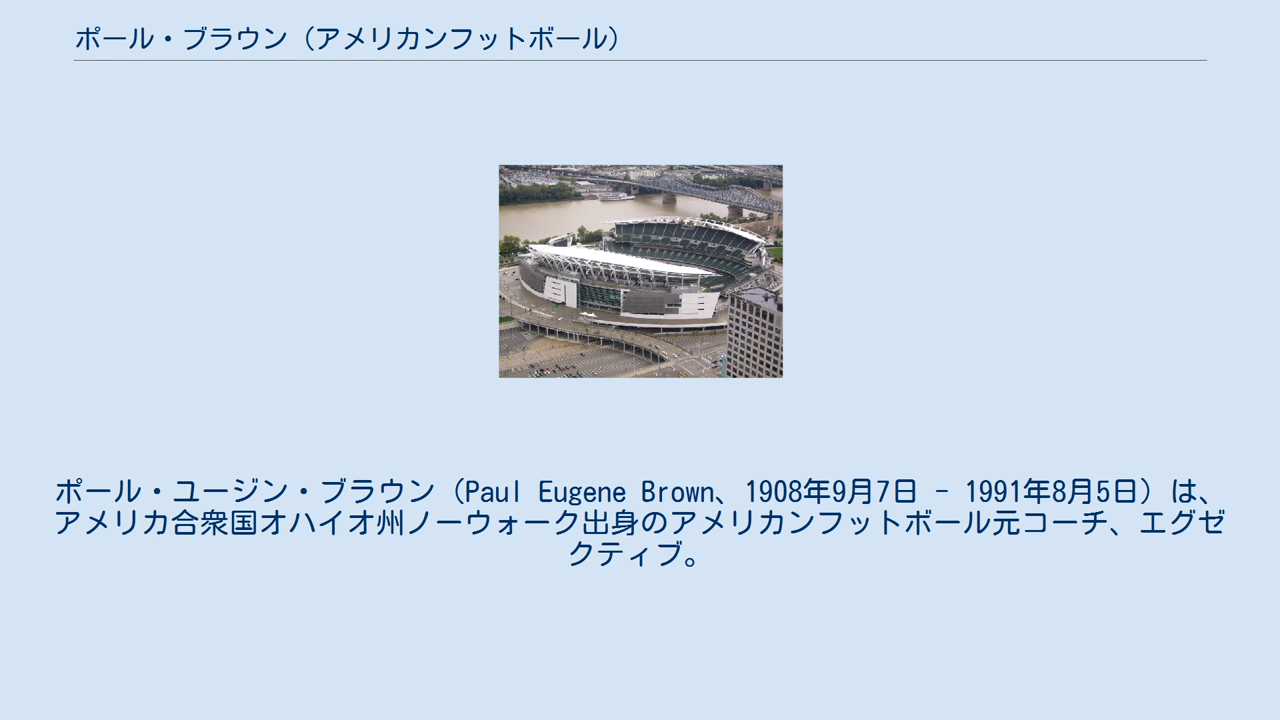 ポール・ブラウン（アメリカンフットボール）
ポール・ユージン・ブラウン（Paul Eugene Brown、1908年9月7日 - 1991年8月5日）は、
アメリカ合衆国オハイオ州ノーウォーク出身のアメリカンフットボール元コーチ、エグゼ
クティブ。